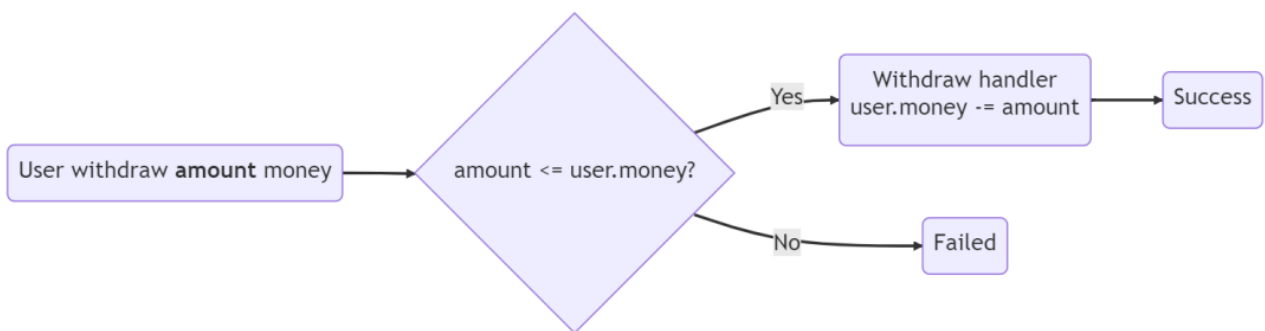 User withdraw amount money
amount <= user.money?
Yes
Withdraw handler
user.money -= amount
Success
No
Failed